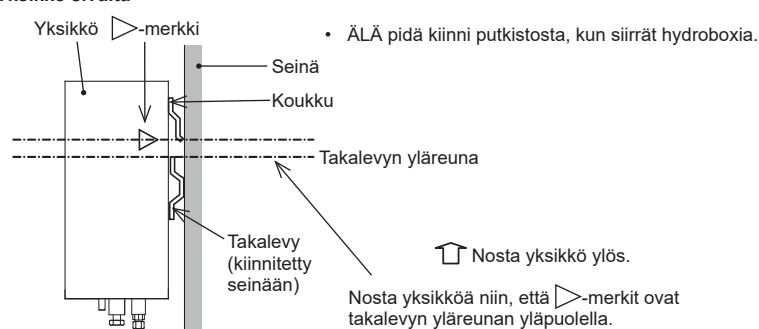 Yksikkö ▷-merkki
• ÄLÄ pidä kiinni putkistosta, kun siirrät hydroboxia.
Seinä
Koukku
Takalevyn yläreuna
Takalevy
(kiinnitetty
seinään)
Nosta yksikkö ylös.
Nosta yksikköä niin, että ▷-merkit ovat
takalevyn yläreunan yläpuolella.